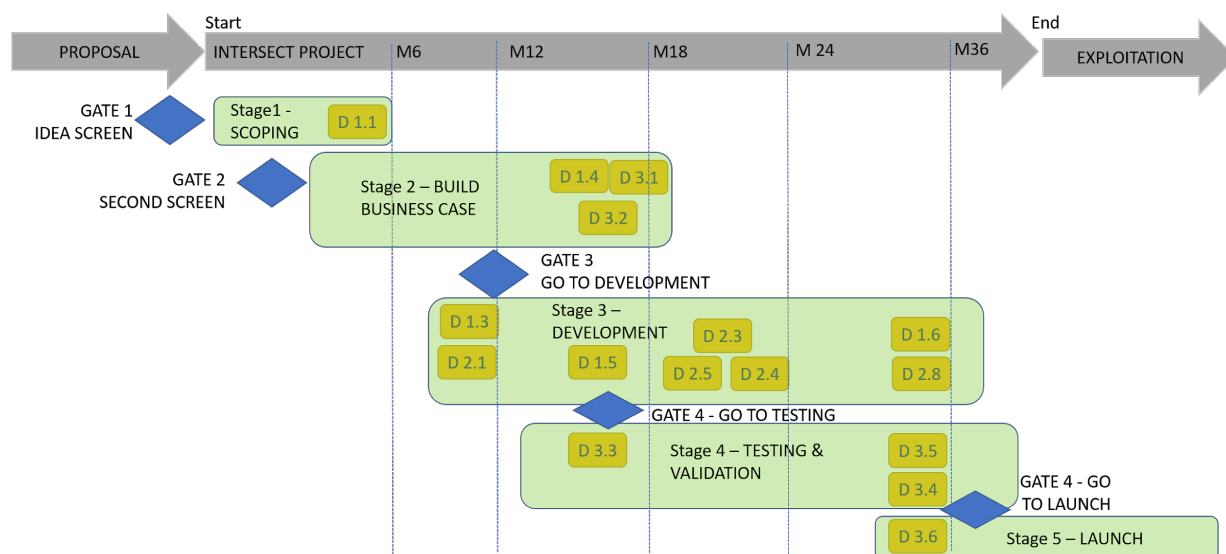 Start
End
PROPOSAL
INTERSECT PROJECT
M6
M12
M18
M 24
M36
EXPLOITATION
GATE 1
IDEA SCREEN
Stage1 -
SCOPING
D 1.1
GATE 2
SECOND SCREEN
Stage 2 – BUILD
BUSINESS CASE
D 1.4
D 3.1
D 3.2
GATE 3
GO TO DEVELOPMENT
Stage 3 –
DEVELOPMENT
D 1.3
D 2.1
D 1.5
D 2.3
D 2.5
D 2.4
D 1.6
D 2.8
GATE 4 - GO TO TESTING
D 3.3
Stage 4 – TESTING &
VALIDATION
D 3.5
D 3.4
GATE 4 - GO
TO LAUNCH
D 3.6
Stage 5 – LAUNCH